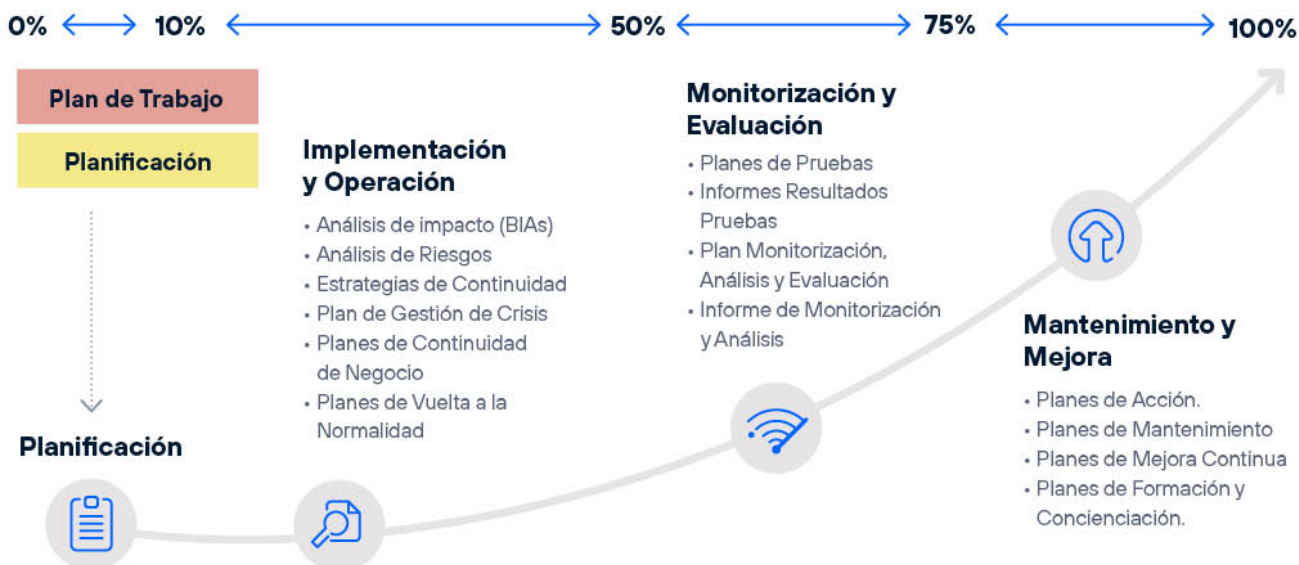 0% 10% 50% 75% 100%
Plan de Trabajo
Planificación
Planificación
Implementación
y Operación
• Análisis de impacto (BIAs)
• Análisis de Riesgos
• Estrategias de Continuidad
• Plan de Gestión de Crisis
• Planes de Continuidad
de Negocio
• Planes de Vuelta a la
Normalidad
Monitorización y
Evaluación
• Planes de Pruebas
• Informes Resultados
Pruebas
• Plan Monitorización,
Análisis y Evaluación
• Informe de Monitorización
y Análisis
Mantenimiento y
Mejora
• Planes de Acción.
• Planes de Mantenimiento
• Planes de Mejora Continua
• Planes de Formación y
Concienciación.